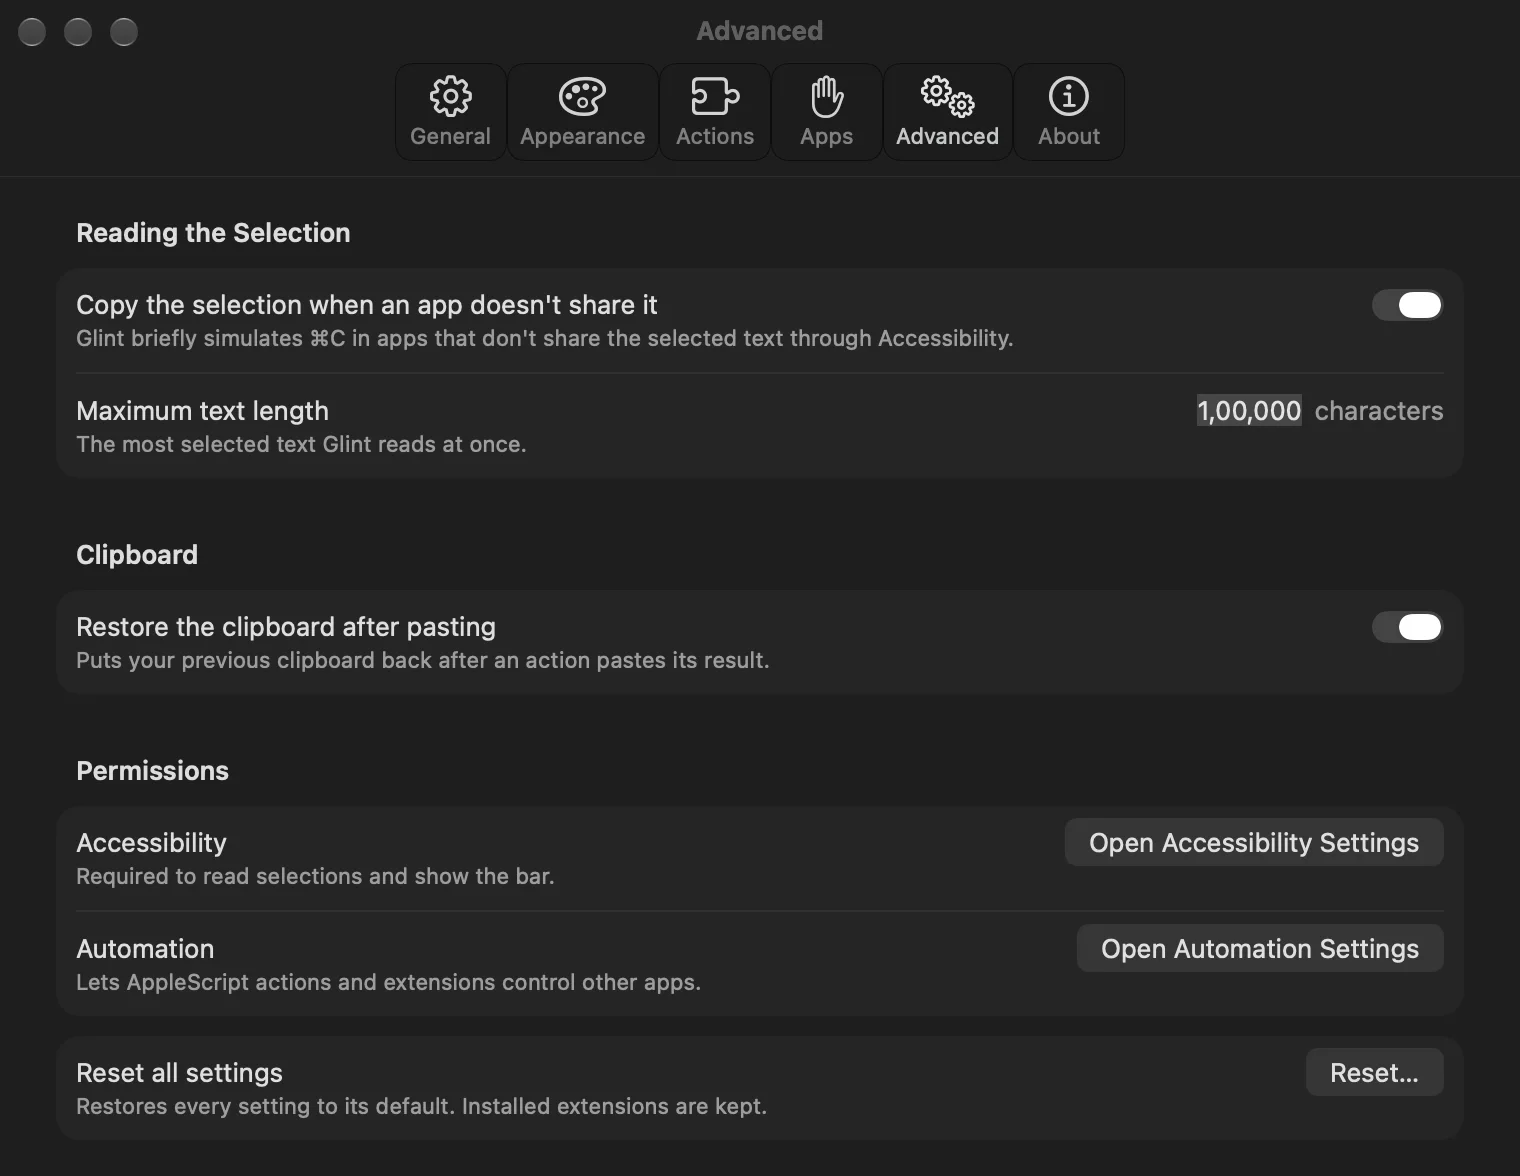 Advanced
General
Appearance
Actions
Apps
Advanced
About
Reading the Selection
Copy the selection when an app doesn't share it
Glint briefly simulates ⌘C in apps that don't share the selected text through Accessibility.
Maximum text length
1,00,000 characters
The most selected text Glint reads at once.
Clipboard
Restore the clipboard after pasting
Puts your previous clipboard back after an action pastes its result.
Permissions
Accessibility
Open Accessibility Settings
Required to read selections and show the bar.
Automation
Open Automation Settings
Lets AppleScript actions and extensions control other apps.
Reset all settings
Reset...
Restores every setting to its default. Installed extensions are kept.